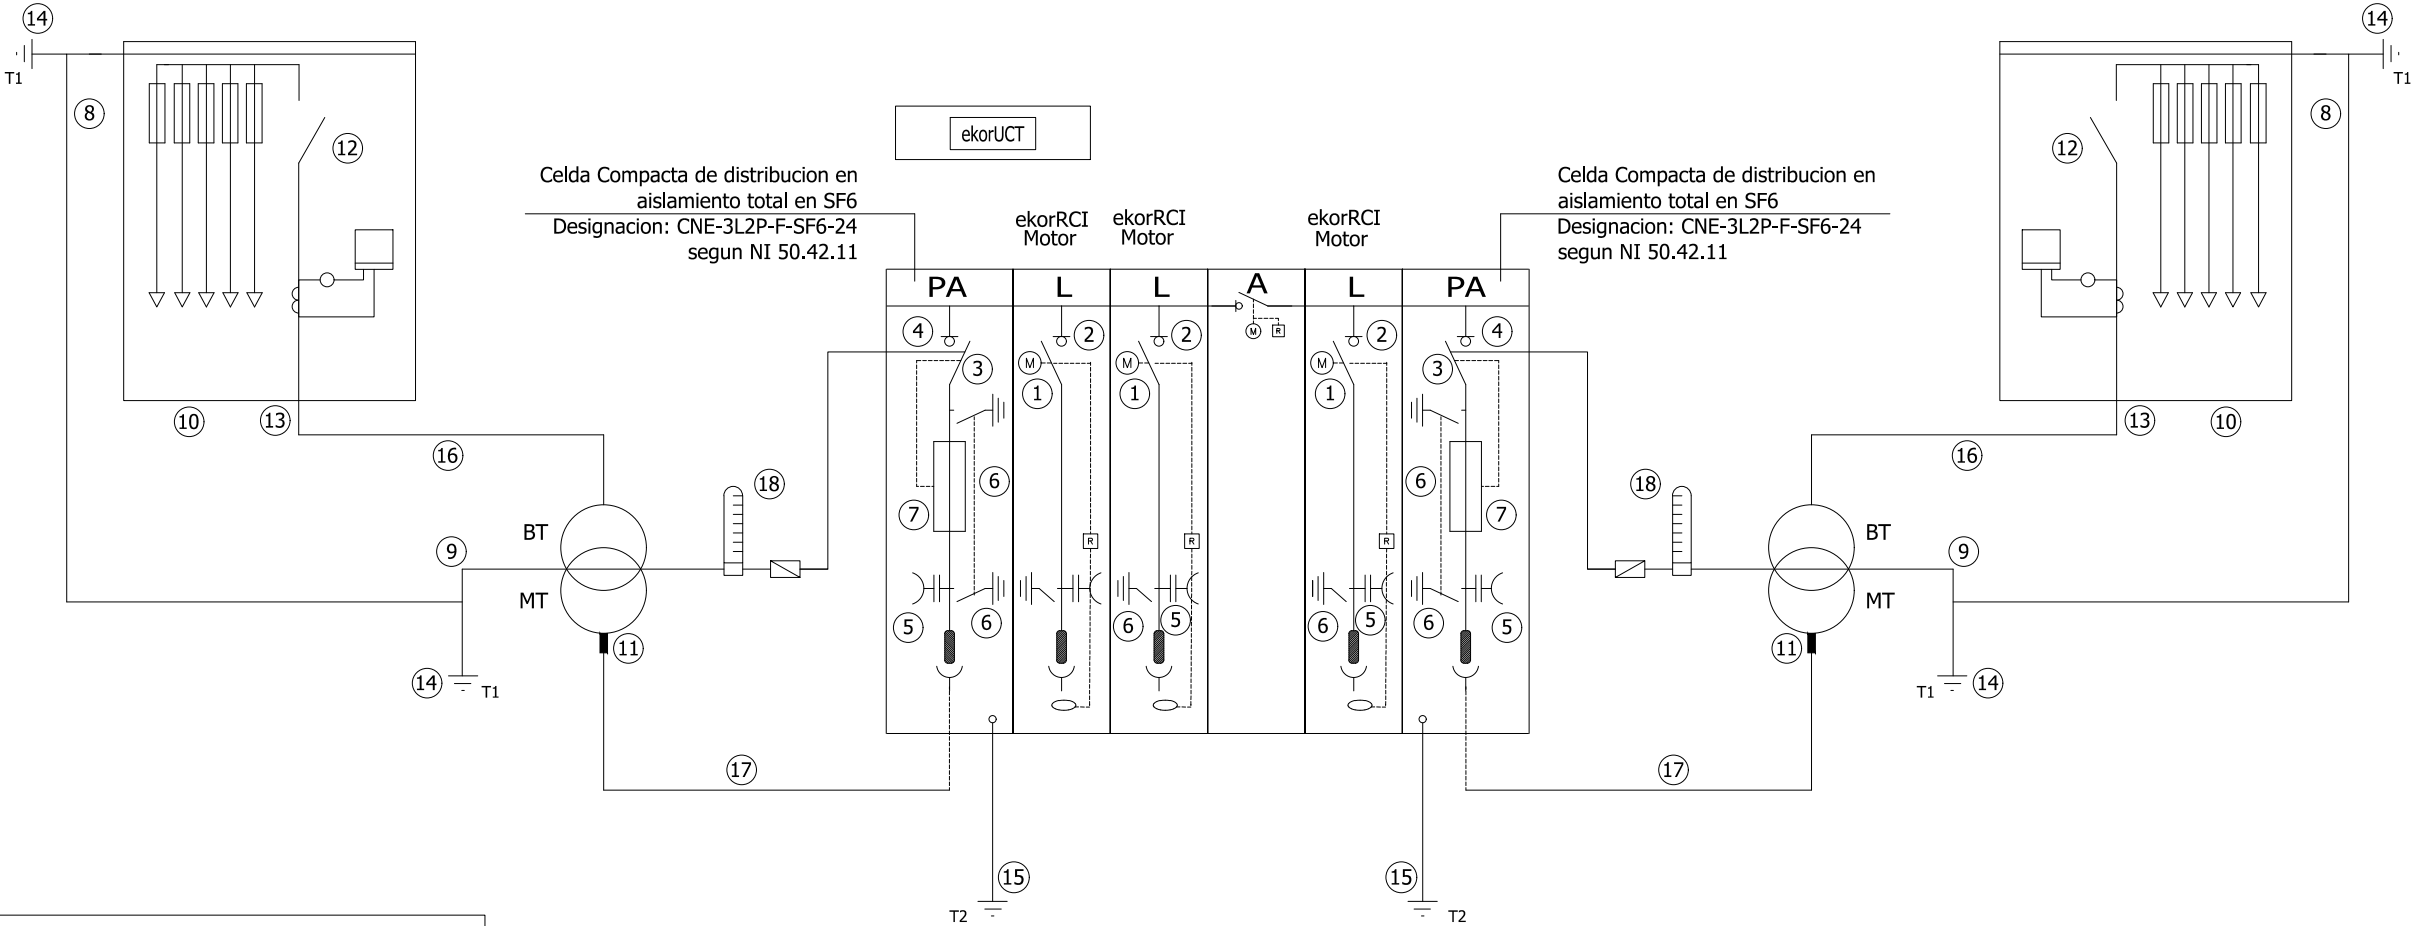 14
14
T1
T1
8
8
12
12
ekorUCT
Celda Compacta de distribucion en
aislamiento total en SF6
Designacion: CNE-3L2P-F-SF6-24
segun NI 50.42.11
Celda Compacta de distribucion en
aislamiento total en SF6
Designacion: CNE-3L2P-F-SF6-24
segun NI 50.42.11
ekorRCI
Motor
ekorRCI
Motor
ekorRCI
Motor
PA
L
L
A
L
PA
4
2
2
M
R
2
4
3
M
1
M
1
M
1
3
10
13
13
10
16
16
18
6
6
18
7
7
BT
BT
R
R
R
9
9
MT
MT
5
6
6
5
6
5
6
5
11
11
14
T1
T1
14
17
17
15
15
T2
T2